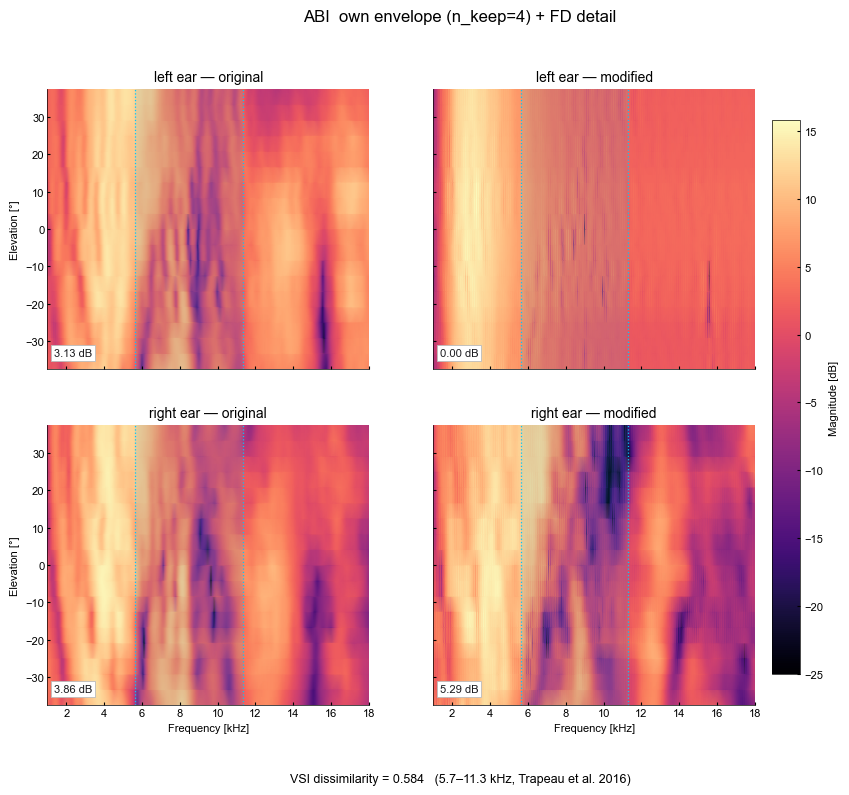 ABI  own envelope (n_keep=4) + FD detail
left ear — original
left ear — modified
30
20
10
0
−10
−20
−30
Elevation [°]
3.13 dB
0.00 dB
15
10
5
0
−5
−10
−15
−20
−25
Magnitude [dB]
right ear — original
right ear — modified
30
20
10
0
−10
−20
−30
Elevation [°]
3.86 dB
5.29 dB
2 4 6 8 10 12 14 16 18
2 4 6 8 10 12 14 16 18
Frequency [kHz]
Frequency [kHz]
VSI dissimilarity = 0.584   (5.7–11.3 kHz, Trapeau et al. 2016)